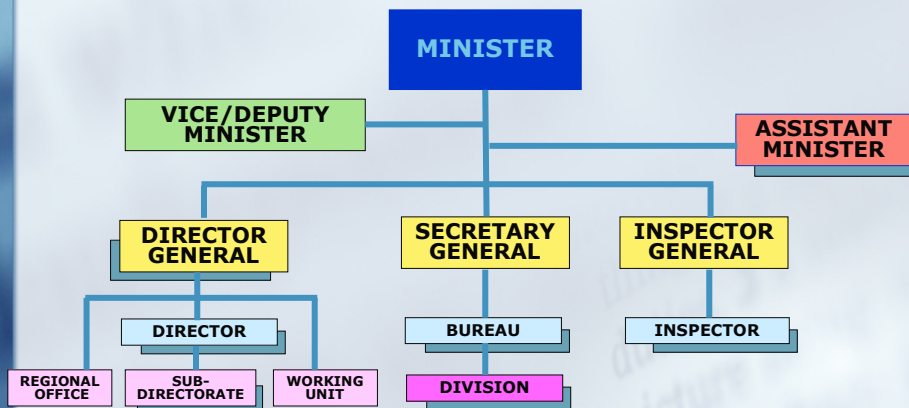 MINISTER
VICE/DEPUTY
MINISTER
ASSISTANT
MINISTER
DIRECTOR
GENERAL
SECRETARY
GENERAL
INSPECTOR
GENERAL
DIRECTOR
BUREAU
INSPECTOR
REGIONAL
OFFICE
SUB-
DIRECTORATE
WORKING
UNIT
DIVISION